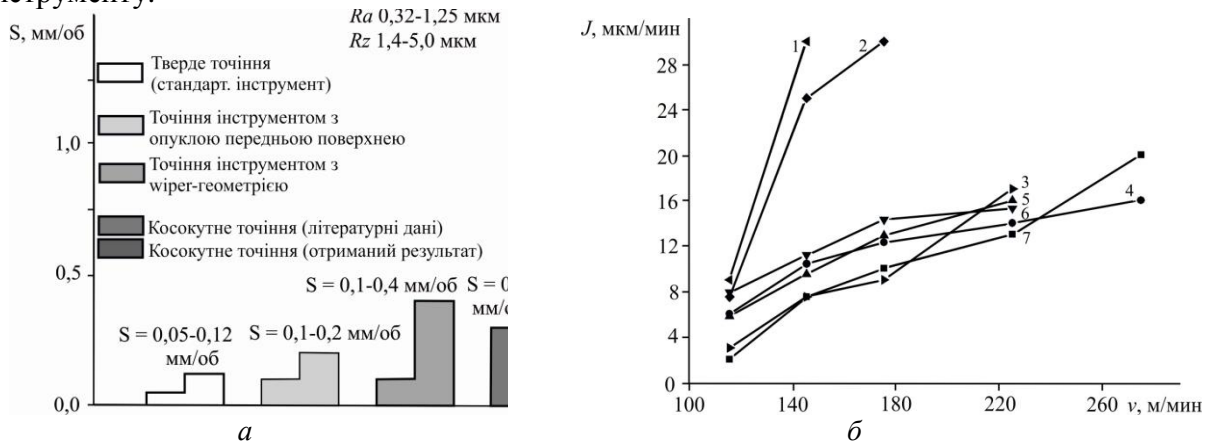 нструменту.
S, мм/об
Ra 0,32-1,25 мкм
Rz 1,4-5,0 мкм
Тверде точіння
(стандарт. інструмент)
Точіння інструментом з
опуклою передньою поверхнею
1,0
Точіння інструментом з
wiper-геометрією
Косокутне точіння (літературні дані)
Косокутне точіння (отриманий результат)
0,5
S = 0,1-0,4 мм/об
S = 0
мм/
S = 0,05-0,12
мм/об
S = 0,1-0,2 мм/об
0,0
а
J, мкм/мин
28
24
20
16
12
8
4
0
1
2
3
5
4
6
7
100
140
180
220
260
v, м/мин
б